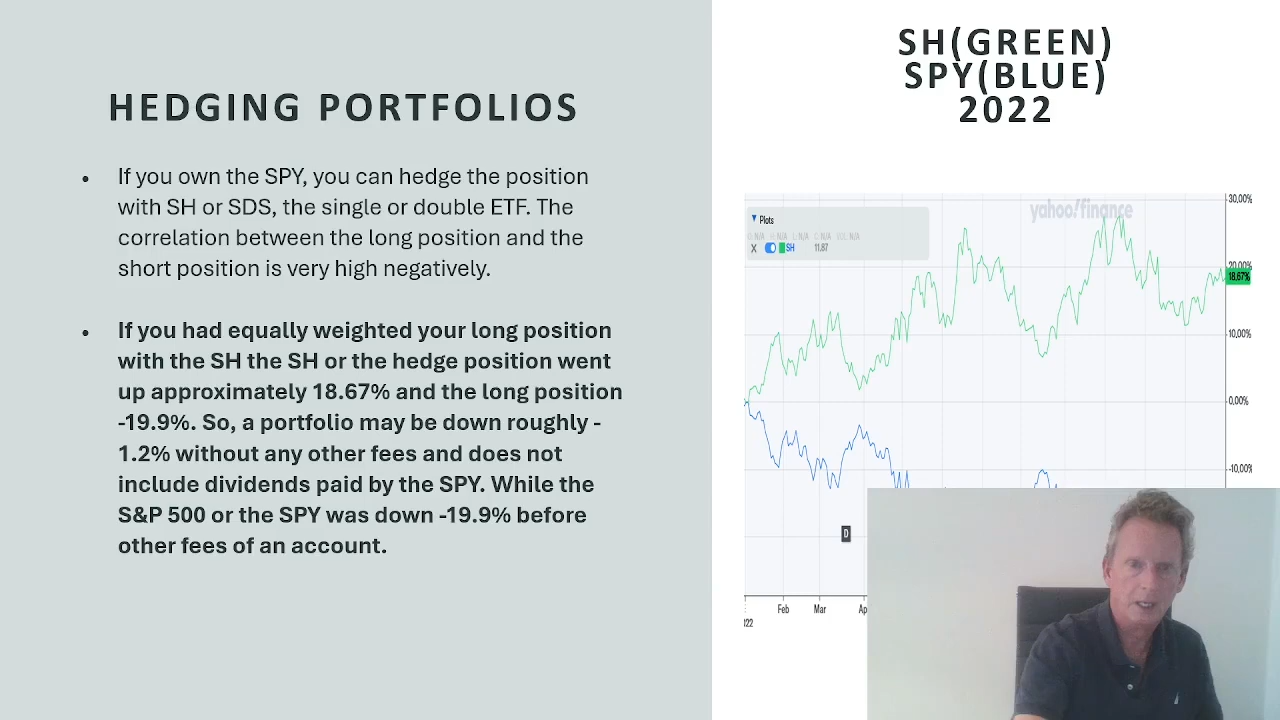 HEDGING PORTFOLIOS
• If you own the SPY, you can hedge the position
with SH or SDS, the single or double ETF. The
correlation between the long position and the
short position is very high negatively.
• If you had equally weighted your long position
with the SH the SH or the hedge position went
up approximately 18.67% and the long position
-19.9%. So, a portfolio may be down roughly -
1.2% without any other fees and does not
include dividends paid by the SPY. While the
S&P 500 or the SPY was down -19.9% before
other fees of an account.
SH(GREEN)
SPY(BLUE)
2022
yahoo!finance
Plots
N/A N/A N/A N/A N/A
X SH 11.87
30,00%
20,00%
18,67%
10,00%
0,00%
-10,00%
D
Feb Mar